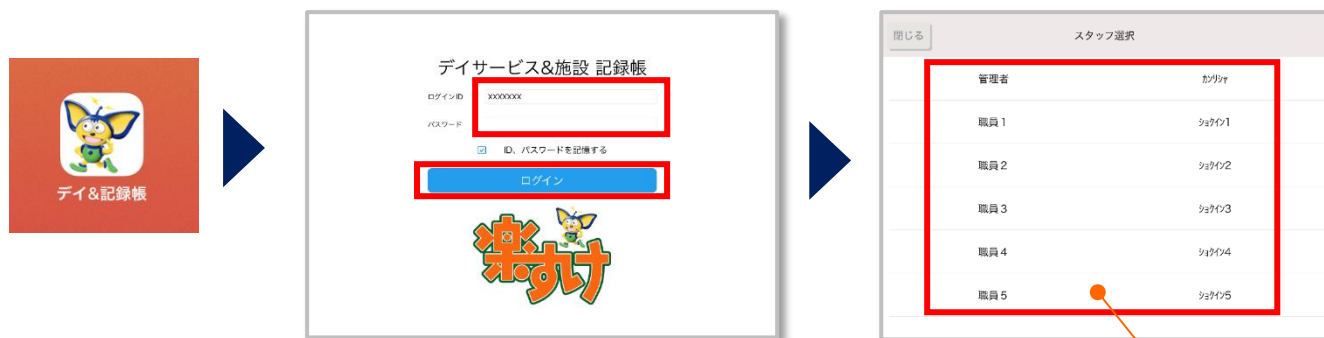 デイ&記録帳
デイサービス&施設 記録帳
ログインID
xxxxxxx
パスワード
ID、パスワードを記憶する
ログイン
楽すけ
閉じる
スタッフ選択
管理者 ｶﾝﾘｼｬ
職員1 ｼｮｸｲﾝ1
職員2 ｼｮｸｲﾝ2
職員3 ｼｮｸｲﾝ3
職員4 ｼｮｸｲﾝ4
職員5 ｼｮｸｲﾝ5